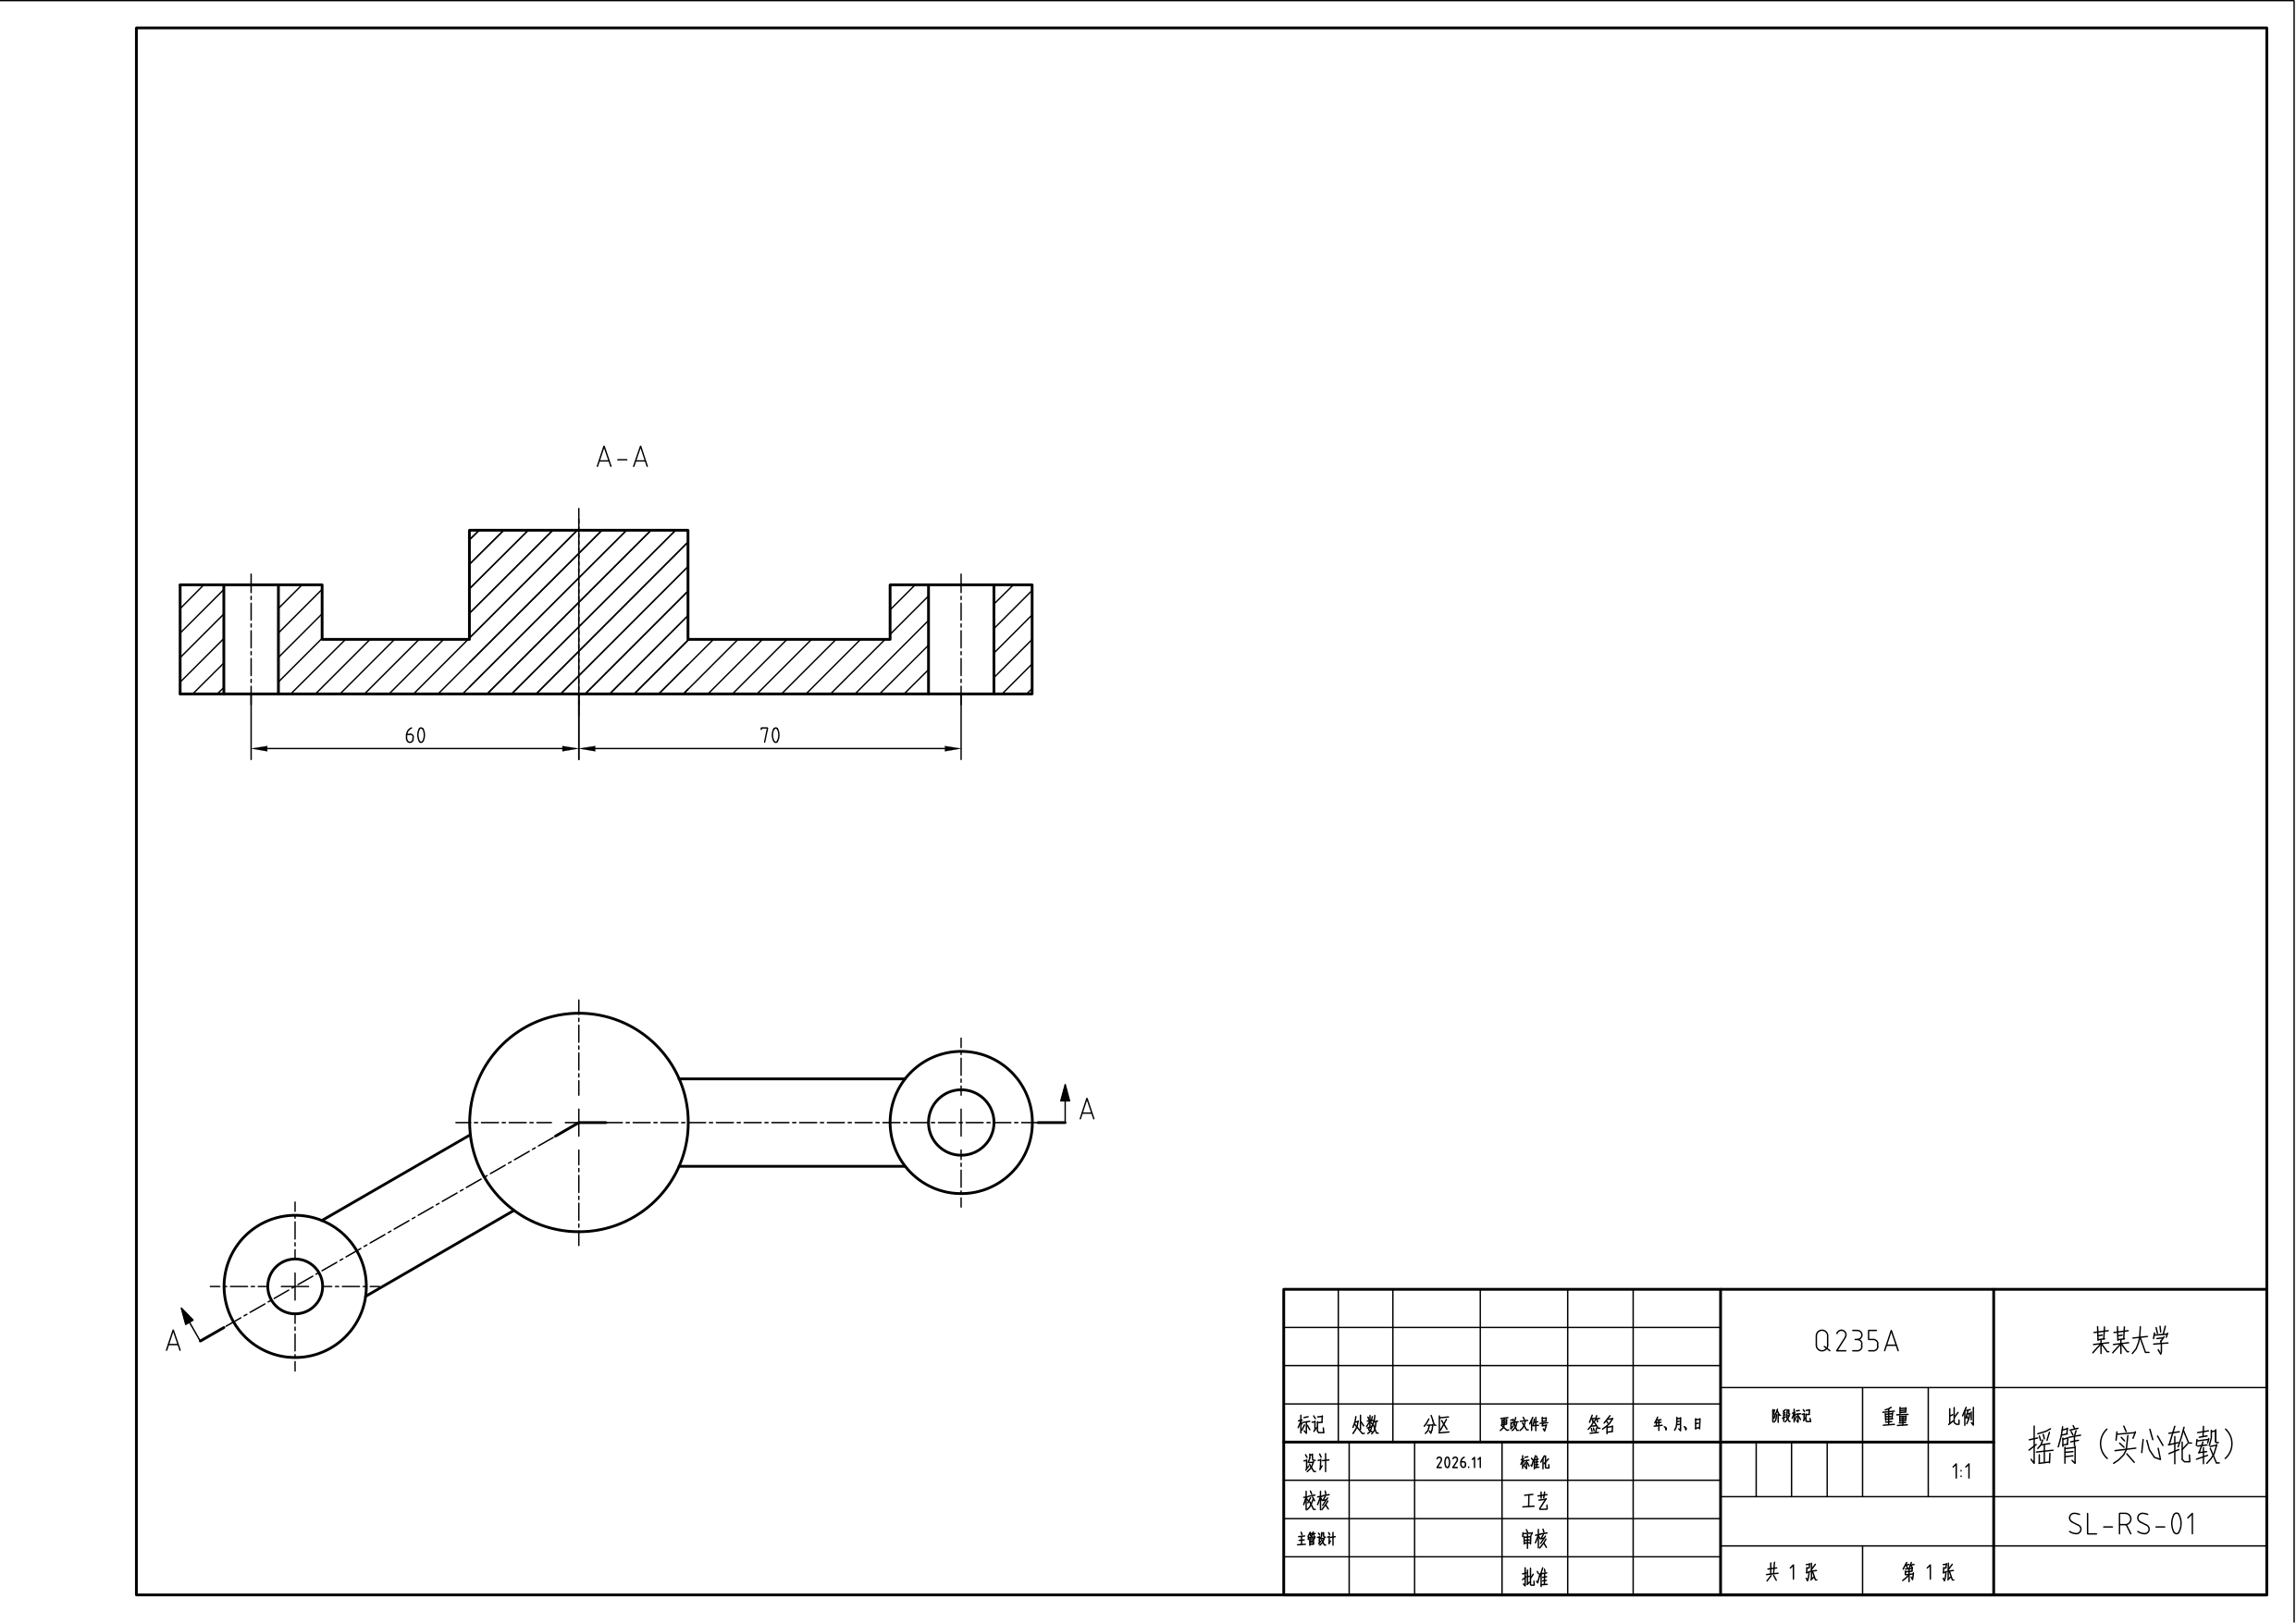 A-A
60 70
A
A
Q235A 某某大学
标记 处数 分区 更改文件号 签名 年、月、日 阶段标记 重量 比例
设计 2026.11 标准化
1:1
摇臂（实心轮毂）
校核 工艺
主管设计 审核
SL-RS-01
批准
共 1 张 第 1 张